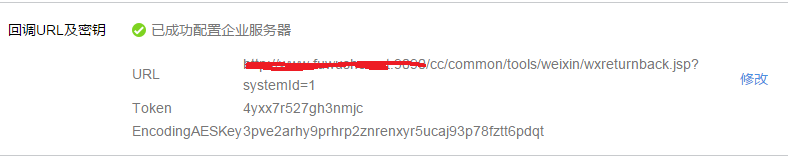 回调URL及密钥 已成功配置企业服务器
URL /cc/common/tools/weixin/wxreturnback.jsp?
systemId=1 修改
Token 4yxx7r527gh3nmjc
EncodingAESKey3pve2arhy9prhrp2znrenxyr5ucaj93p78fztt6pdqt